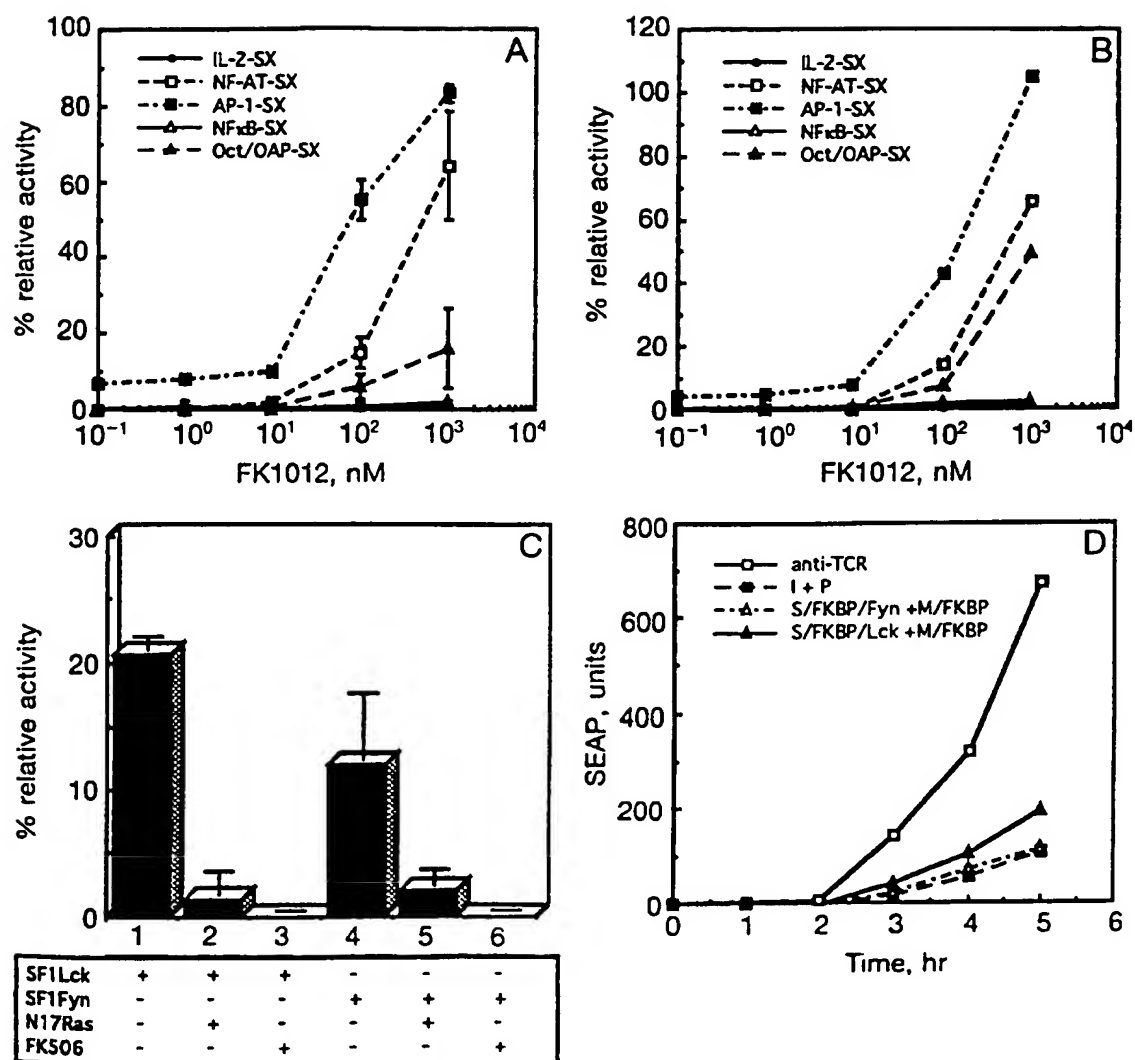 A
100
80
60
40
20
0
% relative activity
IL-2-SX
NF-AT-SX
AP-1-SX
NFκB-SX
Oct/OAP-SX
10⁻¹ 10⁰ 10¹ 10² 10³ 10⁴
FK1012, nM
B
120
100
80
60
40
20
0
% relative activity
IL-2-SX
NF-AT-SX
AP-1-SX
NFκB-SX
Oct/OAP-SX
10⁻¹ 10⁰ 10¹ 10² 10³ 10⁴
FK1012, nM
C
30
20
10
0
% relative activity
1 2 3 4 5 6
SF1Lck + + + - - -
SF1Fyn - - - + + +
N17Ras - + - - + -
FK506 - - + - - +
D
800
600
400
200
0
SEAP, units
anti-TCR
I + P
S/FKBP/Fyn +M/FKBP
S/FKBP/Lck +M/FKBP
0 1 2 3 4 5 6
Time, hr